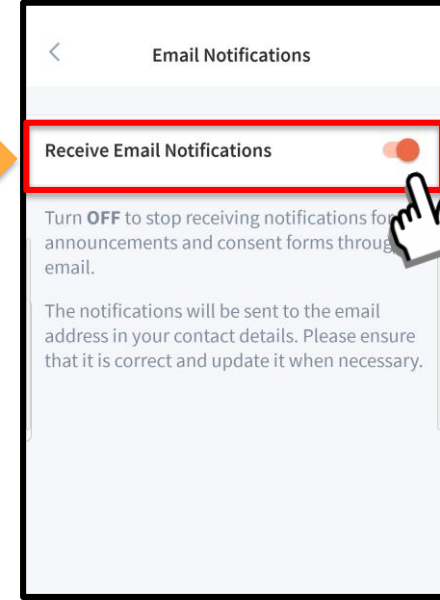 Email Notifications
Receive Email Notifications
Turn OFF to stop receiving notifications for
announcements and consent forms throug
email.
The notifications will be sent to the email
address in your contact details. Please ensure
that it is correct and update it when necessary.